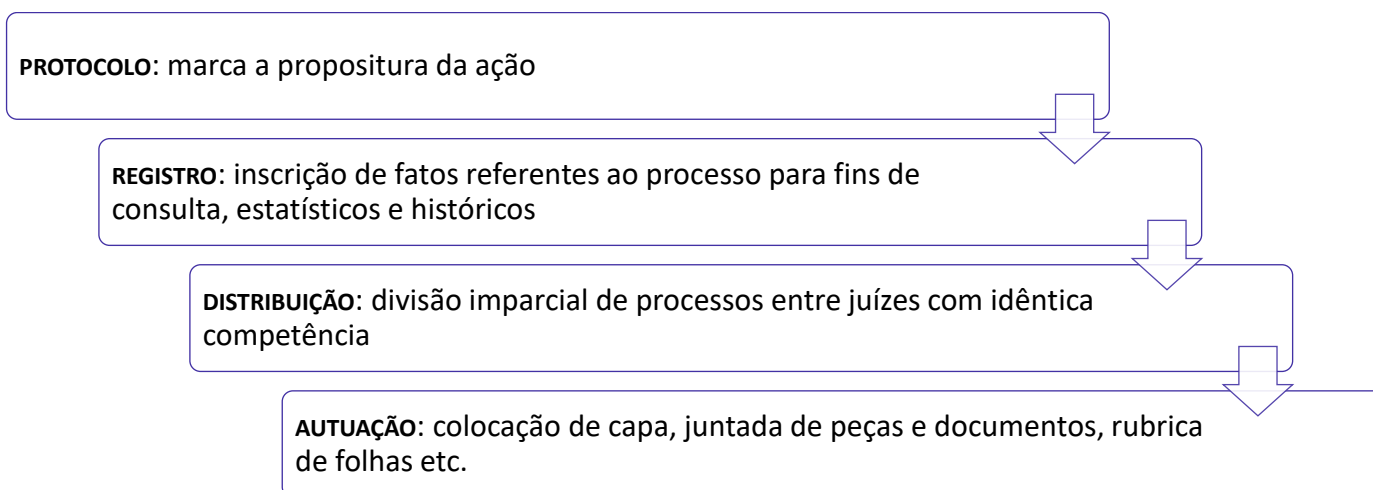 PROTOCOLO: marca a propositura da ação
REGISTRO: inscrição de fatos referentes ao processo para fins de
consulta, estatísticos e históricos
DISTRIBUIÇÃO: divisão imparcial de processos entre juízes com idêntica
competência
AUTUAÇÃO: colocação de capa, juntada de peças e documentos, rubrica
de folhas etc.